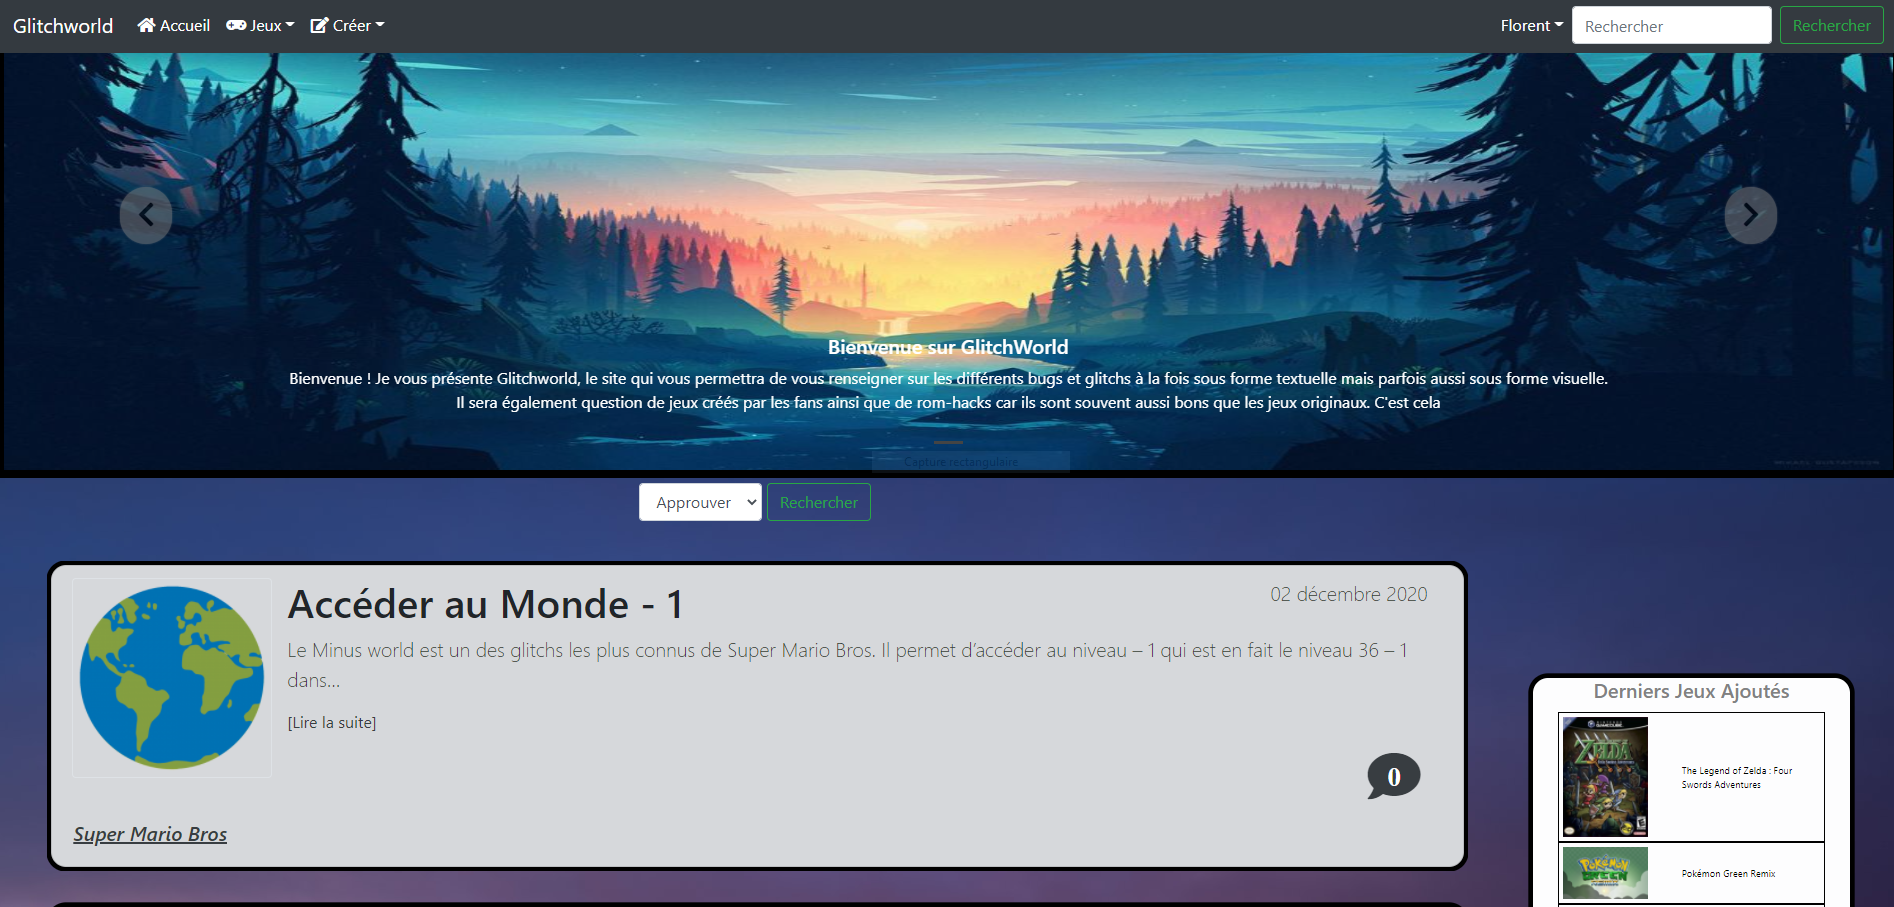 Glitchworld Accueil Jeux Créer Florent Rechercher Rechercher
Bienvenue sur GlitchWorld
Bienvenue ! Je vous présente Glitchworld, le site qui vous permettra de vous renseigner sur les différents bugs et glitchs à la fois sous forme textuelle mais parfois aussi sous forme visuelle.
Il sera également question de jeux créés par les fans ainsi que de rom-hacks car ils sont souvent aussi bons que les jeux originaux. C'est cela
Capture rectangulaire
Approuver Rechercher
Accéder au Monde - 1
02 décembre 2020
Le Minus world est un des glitchs les plus connus de Super Mario Bros. Il permet d’accéder au niveau – 1 qui est en fait le niveau 36 – 1
dans...
[Lire la suite]
0
Super Mario Bros
Derniers Jeux Ajoutés
ZELDA
The Legend of Zelda : Four
Swords Adventures
POKÉMON
GREEN
Pokémon Green Remix